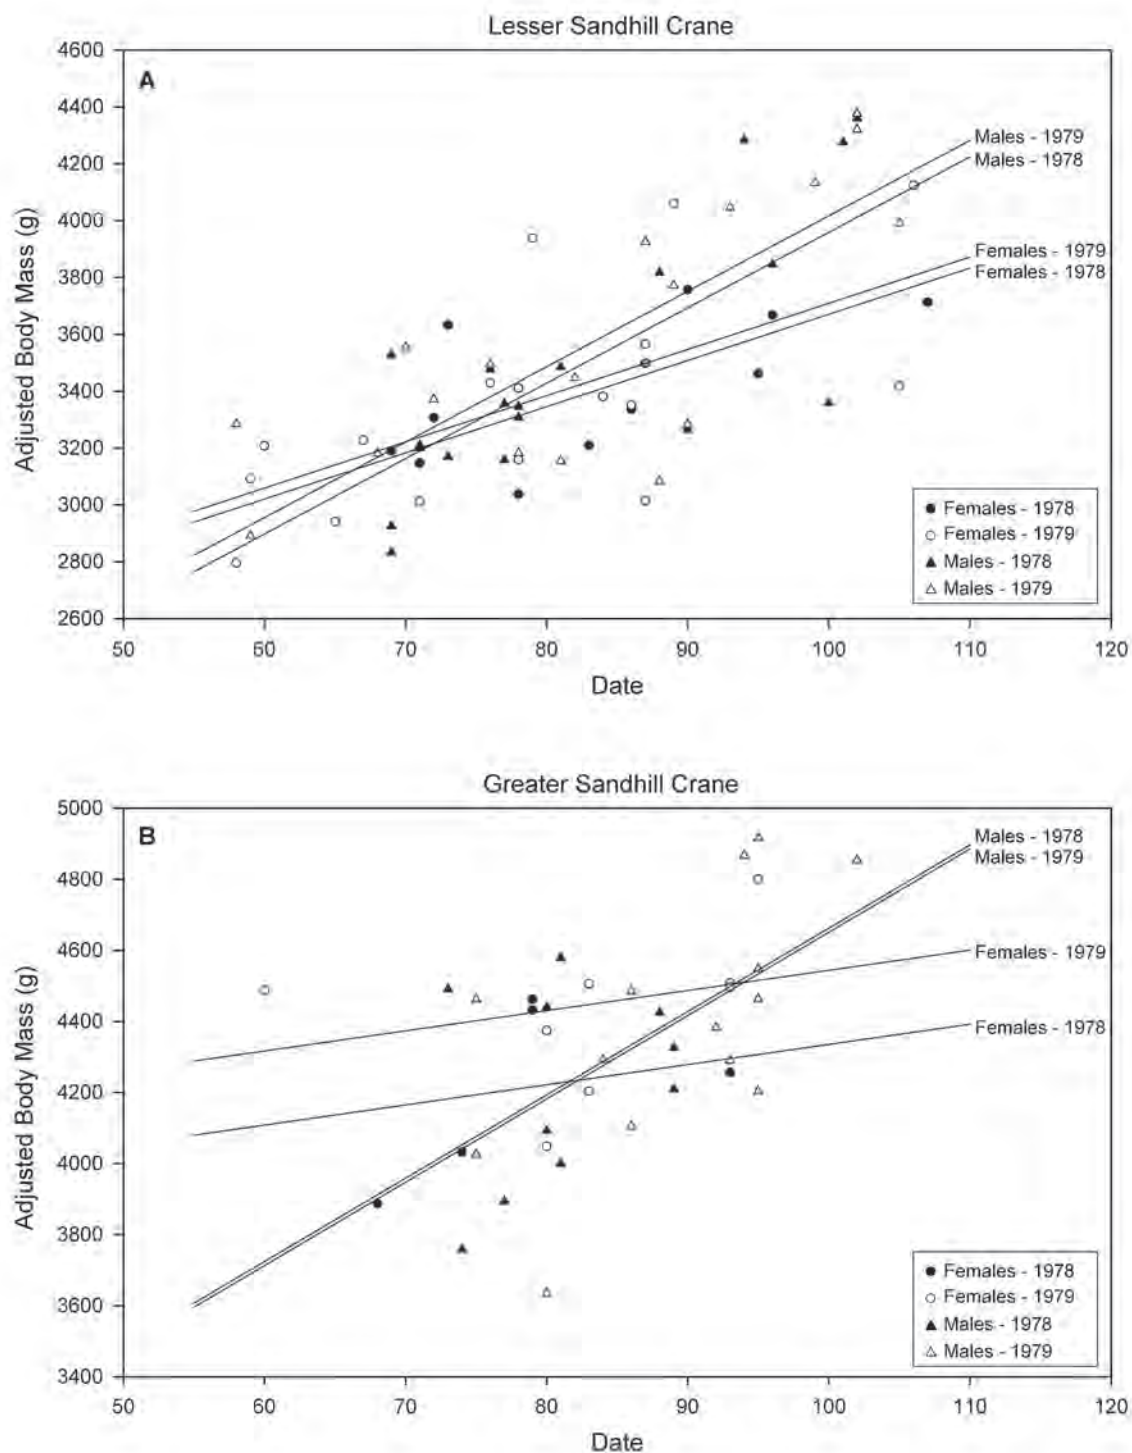 Lesser Sandhill Crane
A
4600
4400
4200
4000
3800
3600
3400
3200
3000
2800
2600
Adjusted Body Mass (g)
Males - 1979
Males - 1978
Females - 1979
Females - 1978
Females - 1978
Females - 1979
Males - 1978
Males - 1979
50 60 70 80 90 100 110 120
Date
Greater Sandhill Crane
B
5000
4800
4600
4400
4200
4000
3800
3600
3400
Adjusted Body Mass (g)
Males - 1978
Males - 1979
Females - 1979
Females - 1978
Females - 1978
Females - 1979
Males - 1978
Males - 1979
50 60 70 80 90 100 110 120
Date